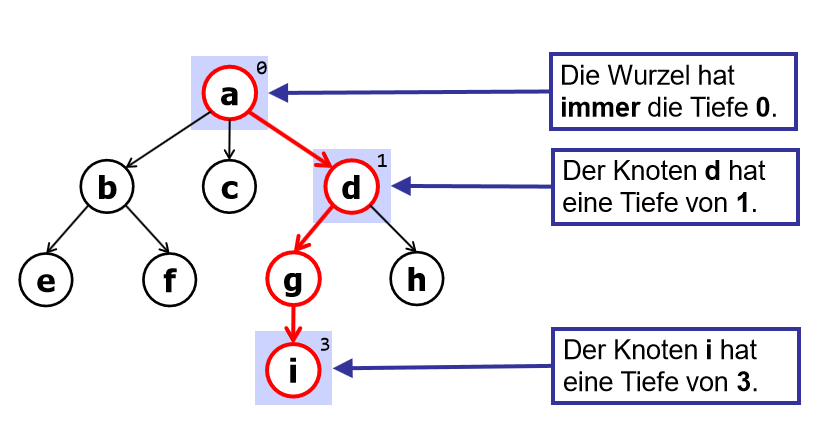 0
a
Die Wurzel hat
immer die Tiefe 0.
1
b
c
d
Der Knoten d hat
eine Tiefe von 1.
e
f
g
h
3
i
Der Knoten i hat
eine Tiefe von 3.